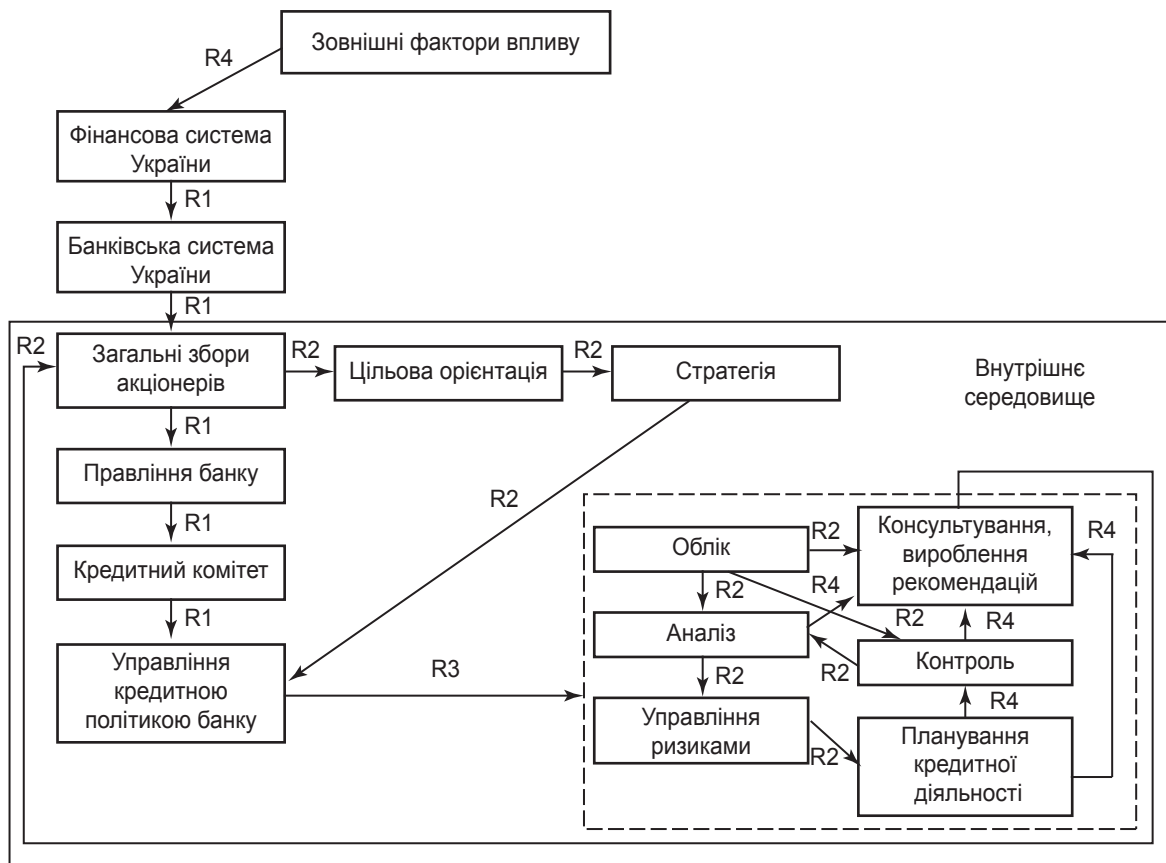 Зовнішні фактори впливу
R4
Фінансова система
України
R1
Банківська система
України
R1
R2
Загальні збори
акціонерів
R2
Цільова орієнтація
R2
Стратегія
Внутрішнє
середовище
R1
Правління банку
R2
R1
Кредитний комітет
R1
Управління
кредитною
політикою банку
R3
Облік
R2
Консультування,
вироблення
рекомендацій
R4
R2
R4
R2
R4
Аналіз
R2
Контроль
R2
R4
Управління
ризиками
R2
Планування
кредитної
діяльності